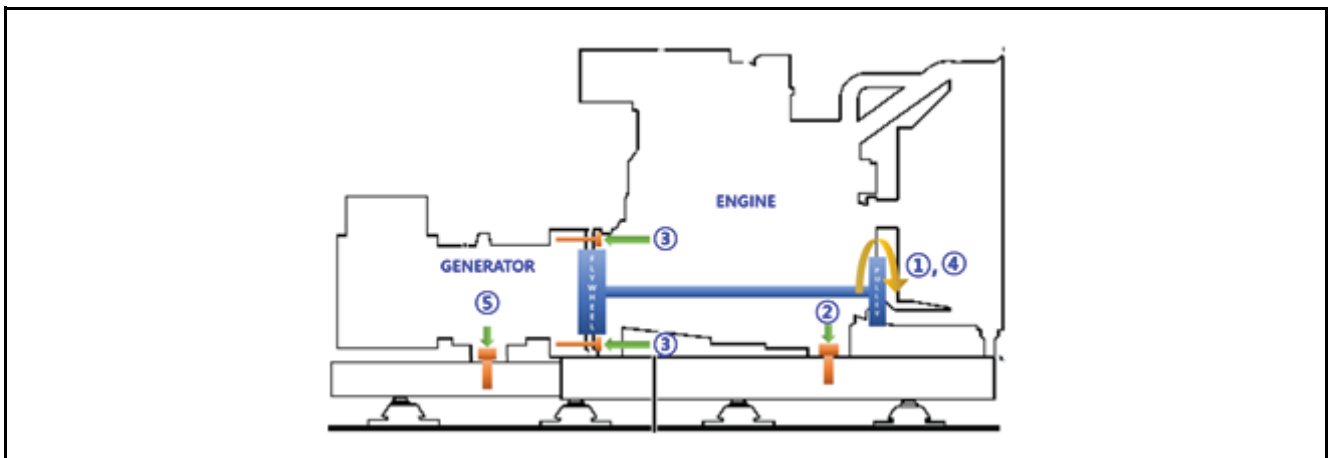 ENGINE
③
GENERATOR
FLYWHEEL
PULLEY
①, ④
⑤
②
③